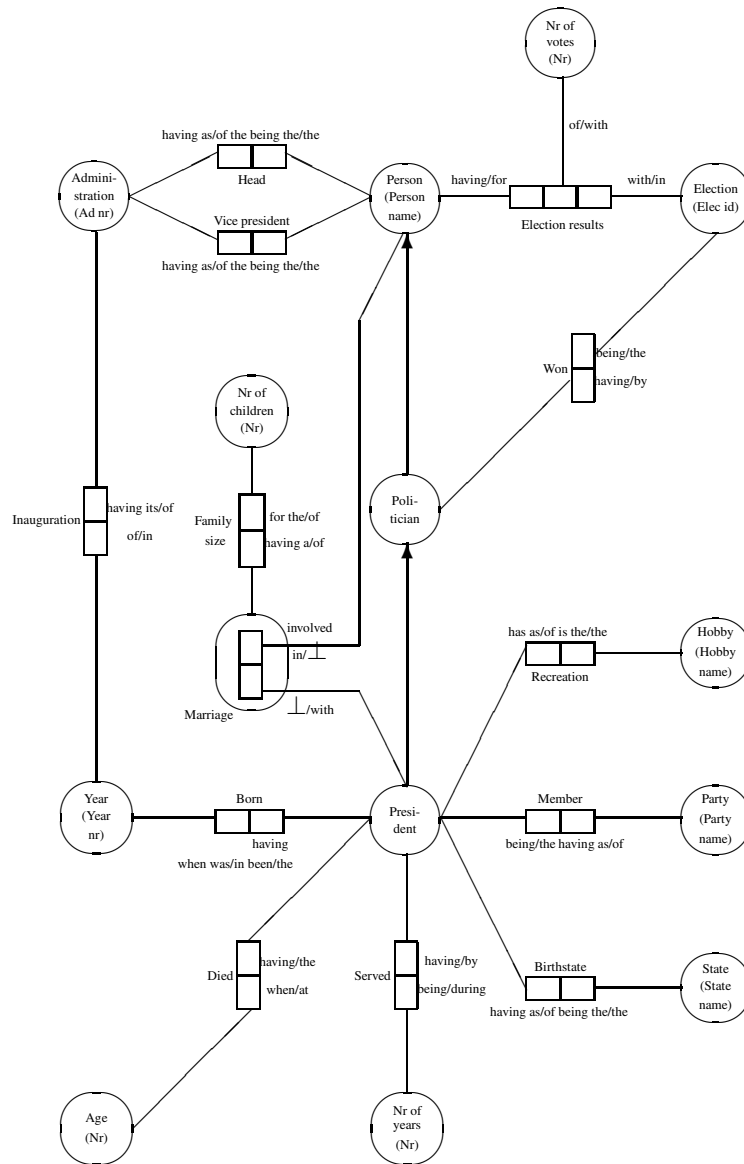 Nr of
votes
(Nr)
of/with
having as/of the being the/the
Head
Admini-
stration
(Ad nr)
Person
(Person
name)
having/for
with/in
Election
(Elec id)
Election results
Vice president
having as/of the being the/the
Won
being/the
having/by
Nr of
children
(Nr)
Poli-
tician
Inauguration
having its/of
of/in
Family
size
for the/of
having a/of
involved
in/⊥
⊥/with
Marriage
has as/of is the/the
Recreation
Hobby
(Hobby
name)
Year
(Year
nr)
Born
having
when was/in been/the
Presi-
dent
Member
being/the having as/of
Party
(Party
name)
Died
having/the
when/at
Served
having/by
being/during
Birthstate
having as/of being the/the
State
(State
name)
Age
(Nr)
Nr of
years
(Nr)